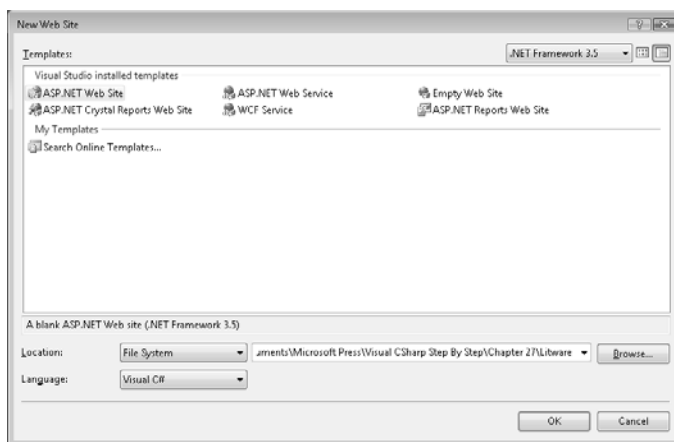 New Web Site
Templates:
.NET Framework 3.5
Visual Studio installed templates
ASP.NET Web Site
ASP.NET Web Service
Empty Web Site
ASP.NET Crystal Reports Web Site
WCF Service
ASP.NET Reports Web Site
My Templates
Search Online Templates...
A blank ASP.NET Web site (.NET Framework 3.5)
Location:
File System
uments\Microsoft Press\Visual CSharp Step By Step\Chapter 27\Litware
Browse...
Language:
Visual C#
OK
Cancel